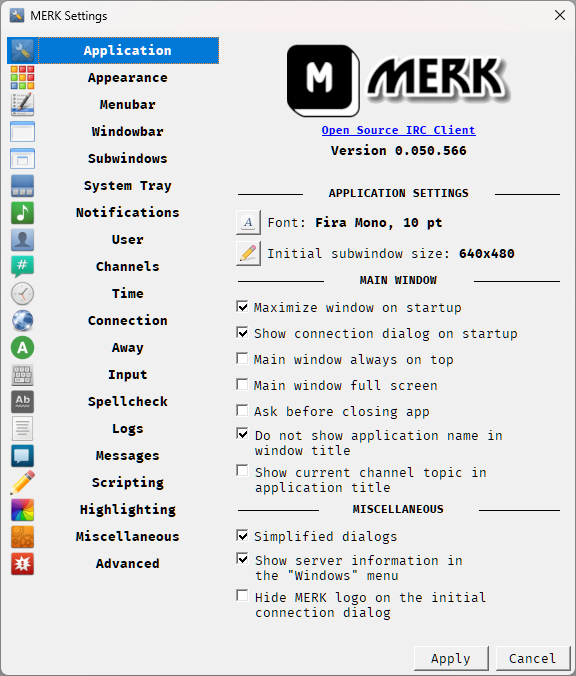 MERK Settings
Application
Appearance
Menubar
Windowbar
Subwindows
System Tray
Notifications
User
Channels
Time
Connection
Away
Input
Spellcheck
Logs
Messages
Scripting
Highlighting
Miscellaneous
Advanced
M MERK
Open Source IRC Client
Version 0.050.566
APPLICATION SETTINGS
A Font: Fira Mono, 10 pt
Initial subwindow size: 640x480
MAIN WINDOW
Maximize window on startup
Show connection dialog on startup
Main window always on top
Main window full screen
Ask before closing app
Do not show application name in
window title
Show current channel topic in
application title
MISCELLANEOUS
Simplified dialogs
Show server information in
the "Windows" menu
Hide MERK logo on the initial
connection dialog
Apply
Cancel
#
A
Ab